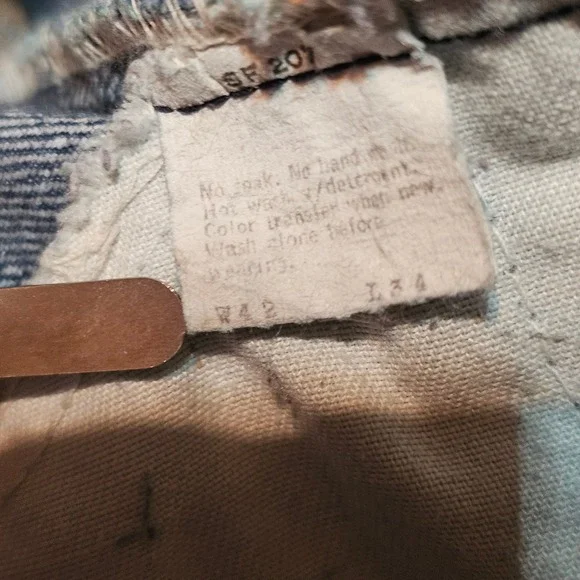 SF 207
No soak. No hand
Hot Wash w/detergent.
Color transfer when new.
Wash alone before
wearing.
W42 L34